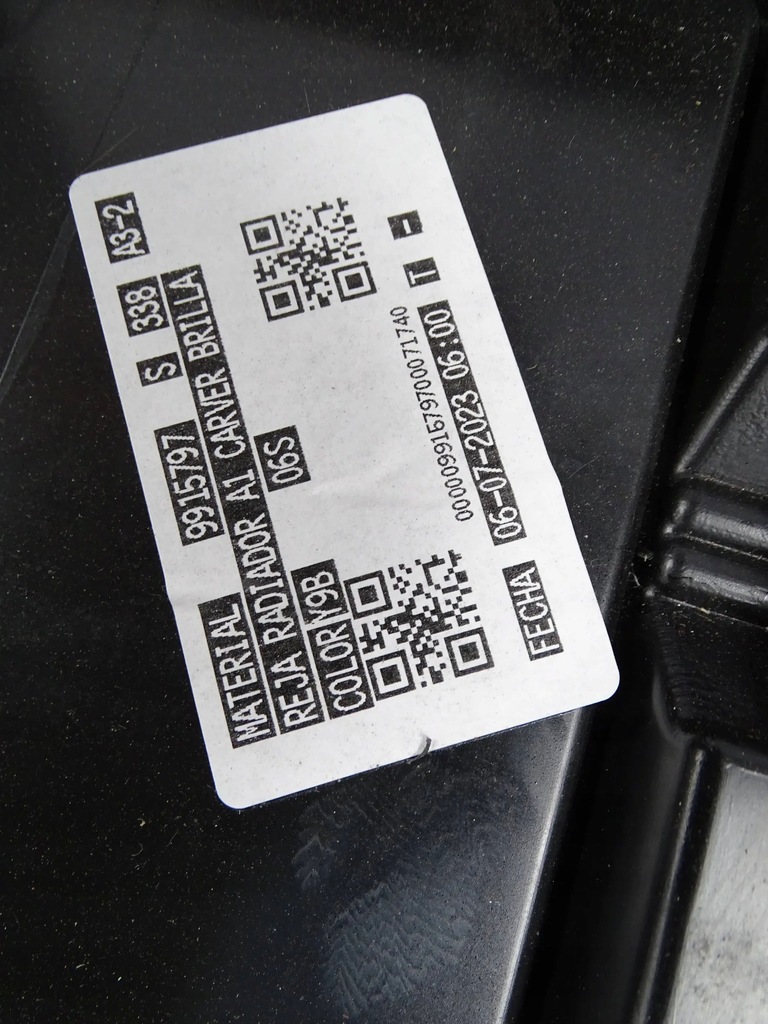 MATERIAL 9915797 S 338 A3-2
REJA RADIADOR A1 CARVER BRILLA
COLOR Y9B 06S
00000991679700071740
FECHA 06-07-2023 06:00 T -